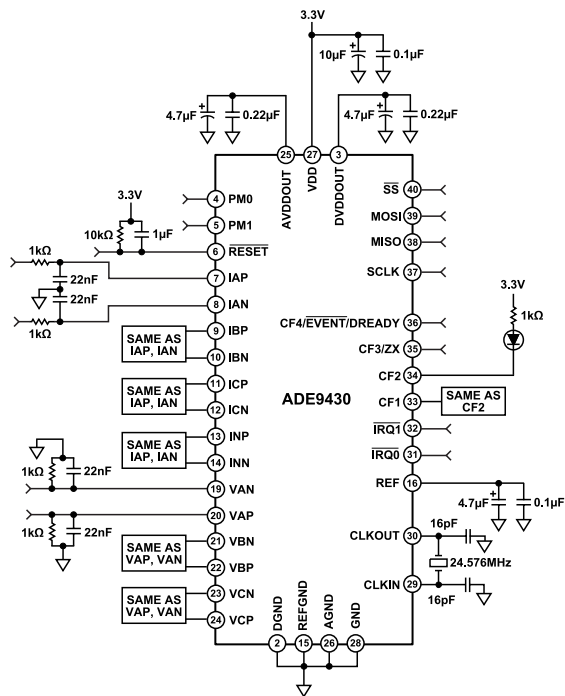 3.3V
10µF
0.1µF
4.7µF
0.22µF
4.7µF
0.22µF
25
27
3
AVDDOUT
VDD
DVDDOUT
3.3V
10kΩ
1µF
4
PM0
5
PM1
6
RESET
1kΩ
22nF
22nF
1kΩ
7
IAP
8
IAN
SAME AS
IAP, IAN
9
IBP
10
IBN
SAME AS
IAP, IAN
11
ICP
12
ICN
SAME AS
IAP, IAN
13
INP
14
INN
1kΩ
22nF
19
VAN
1kΩ
22nF
20
VAP
SAME AS
VAP, VAN
21
VBN
22
VBP
SAME AS
VAP, VAN
23
VCN
24
VCP
ADE9430
SS
40
MOSI
39
MISO
38
SCLK
37
3.3V
1kΩ
CF4/EVENT/DREADY
36
CF3/ZX
35
CF2
34
CF1
33
SAME AS
CF2
IRQ1
32
IRQ0
31
REF
16
4.7µF
0.1µF
CLKOUT
30
16pF
24.576MHz
CLKIN
29
16pF
DGND
REFGND
AGND
GND
2
15
26
28